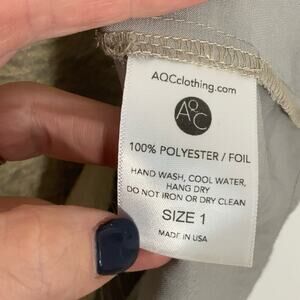 AQCclothing.com
AQC
100% POLYESTER / FOIL
HAND WASH, COOL WATER,
HANG DRY
DO NOT IRON OR DRY CLEAN
SIZE 1
MADE IN USA